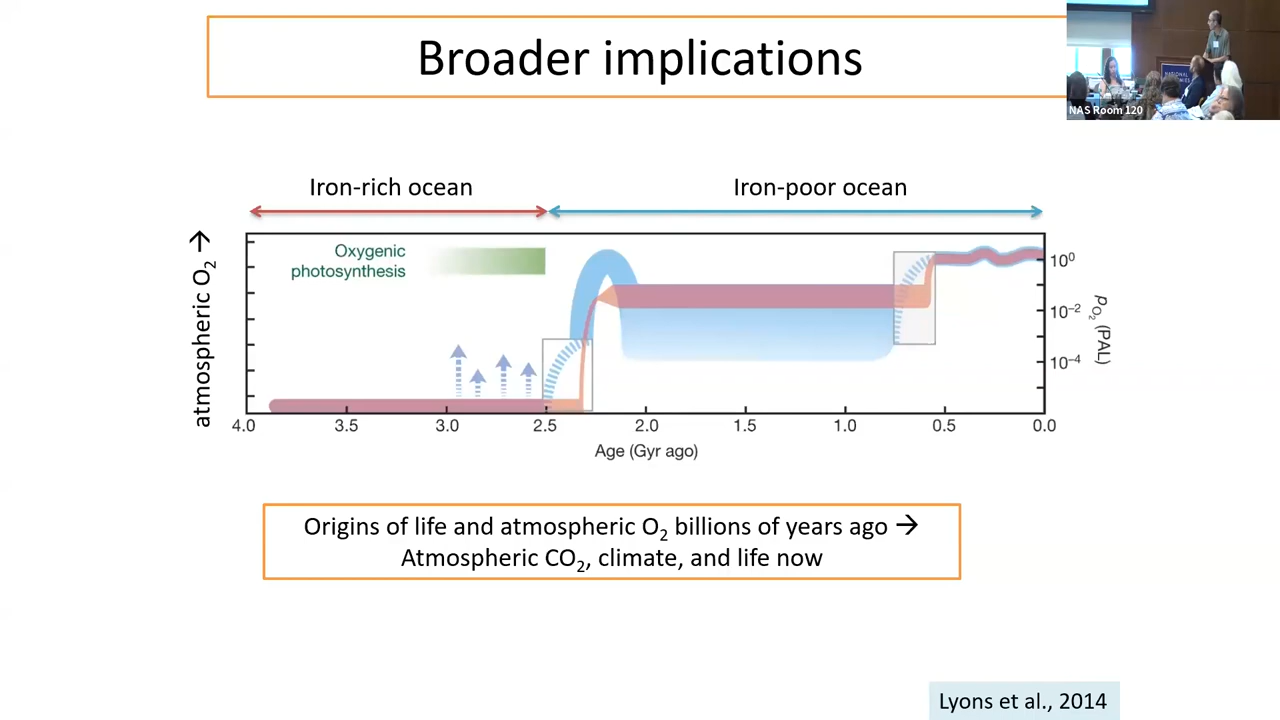 Broader implications
NATIONAL
NAS Room 120
Iron-rich ocean
Iron-poor ocean
atmospheric O₂ →
Oxygenic
photosynthesis
10⁰
10⁻²
10⁻⁴
pO₂ (PAL)
4.0 3.5 3.0 2.5 2.0 1.5 1.0 0.5 0.0
Age (Gyr ago)
Origins of life and atmospheric O₂ billions of years ago →
Atmospheric CO₂, climate, and life now
Lyons et al., 2014